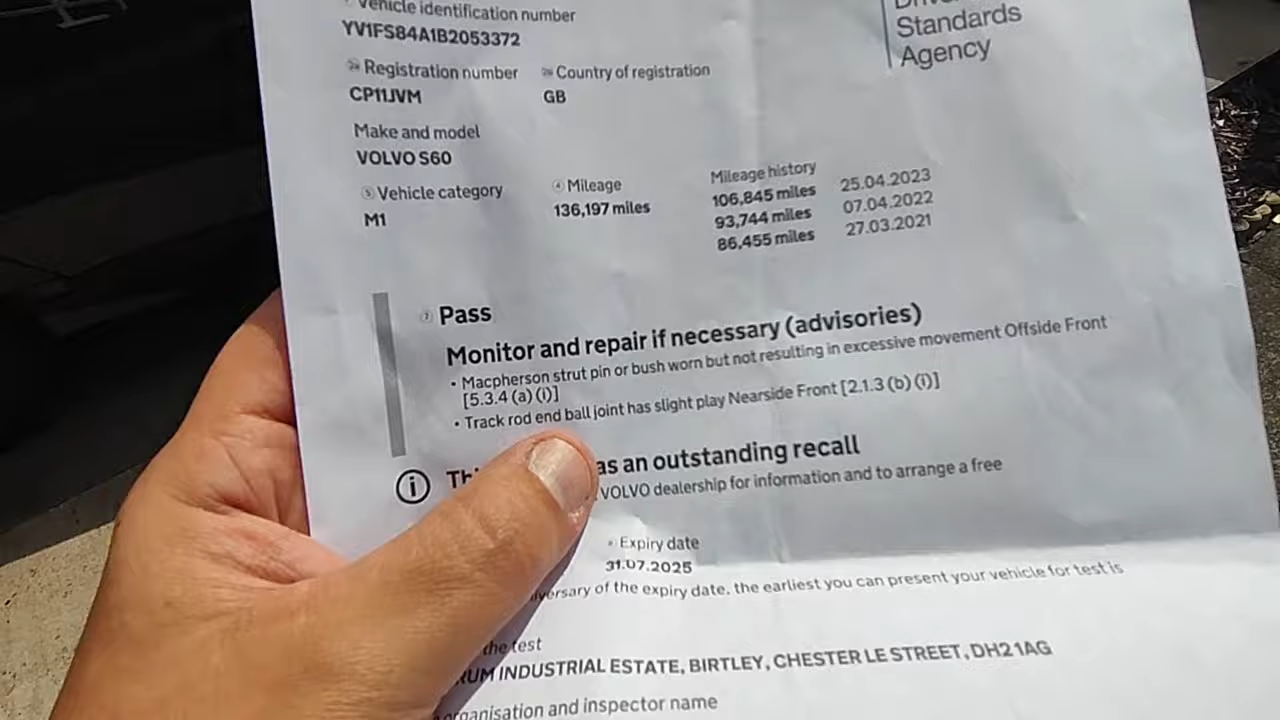 Vehicle identification number
YV1FS84A1B2053372
Standards
Agency
Registration number
Country of registration
CP11JVM
GB
Make and model
VOLVO S60
Vehicle category
M1
Mileage
136,197 miles
Mileage history
106,845 miles 25.04.2023
93,744 miles 07.04.2022
86,455 miles 27.03.2021
Pass
Monitor and repair if necessary (advisories)
• Macpherson strut pin or bush worn but not resulting in excessive movement Offside Front
[5.3.4 (a) (i)]
• Track rod end ball joint has slight play Nearside Front [2.1.3 (b) (i)]
as an outstanding recall
VOLVO dealership for information and to arrange a free
Expiry date
31.07.2025
of the expiry date. the earliest you can present your vehicle for test is
the test
INDUSTRIAL ESTATE, BIRTLEY, CHESTER LE STREET, DH2 1AG
organisation and inspector name